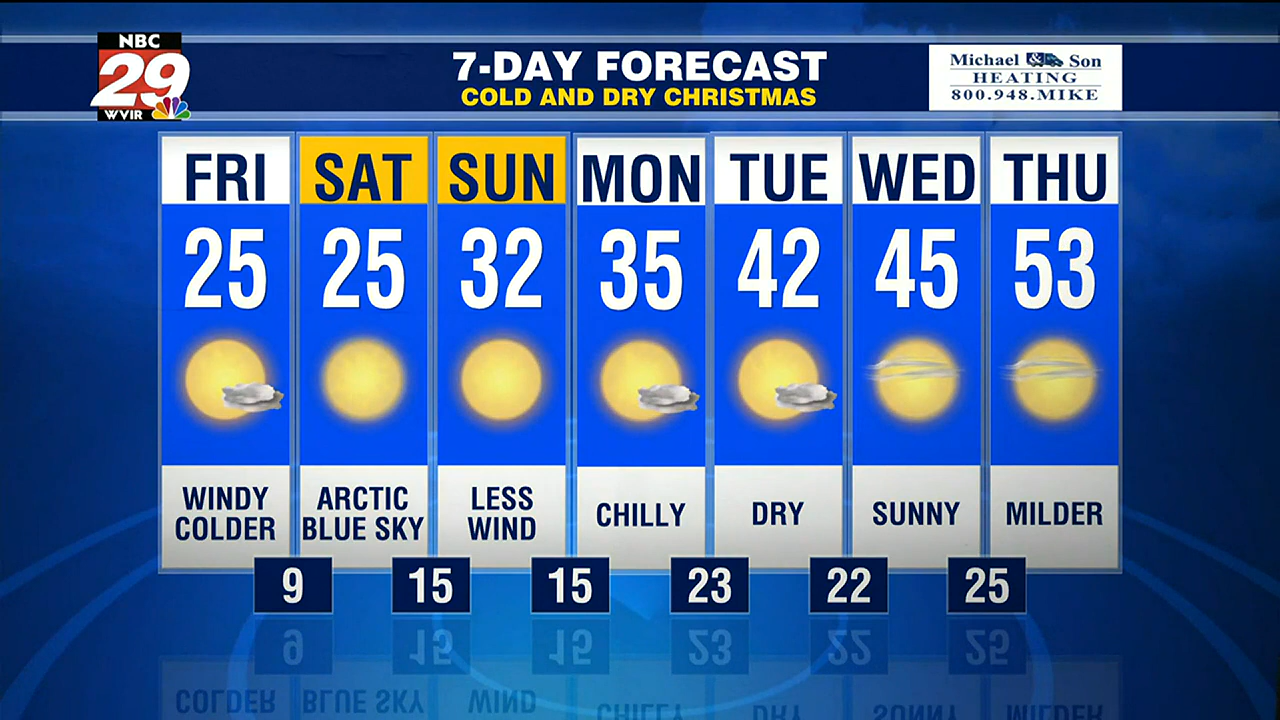 NBC
29
WVIR
7-DAY FORECAST
COLD AND DRY CHRISTMAS
Michael Son
HEATING
800.948.MIKE
FRI SAT SUN MON TUE WED THU
25 25 32 35 42 45 53
WINDY
COLDER
ARCTIC
BLUE SKY
LESS
WIND
CHILLY
DRY
SUNNY
MILDER
9 15 15 23 22 25